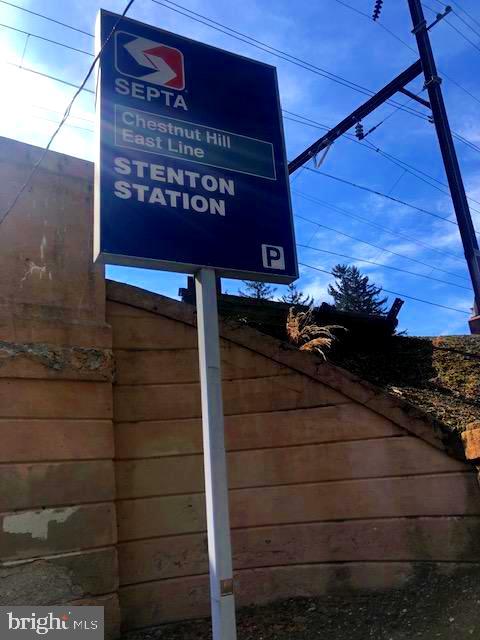 SEPTA
Chestnut Hill
East Line
STENTON
STATION
P
bright MLS